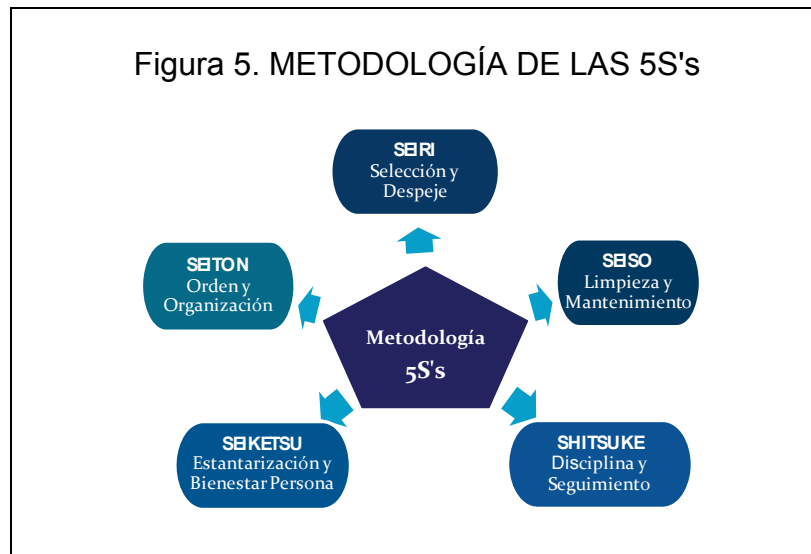 Figura 5. METODOLOGÍA DE LAS 5S's
SEIRI
Selección y
Despeje
SEITON
Orden y
Organización
SEISO
Limpieza y
Mantenimiento
Metodología
5S's
SEIKETSU
Estantarización y
Bienestar Persona
SHITSUKE
Disciplina y
Seguimiento